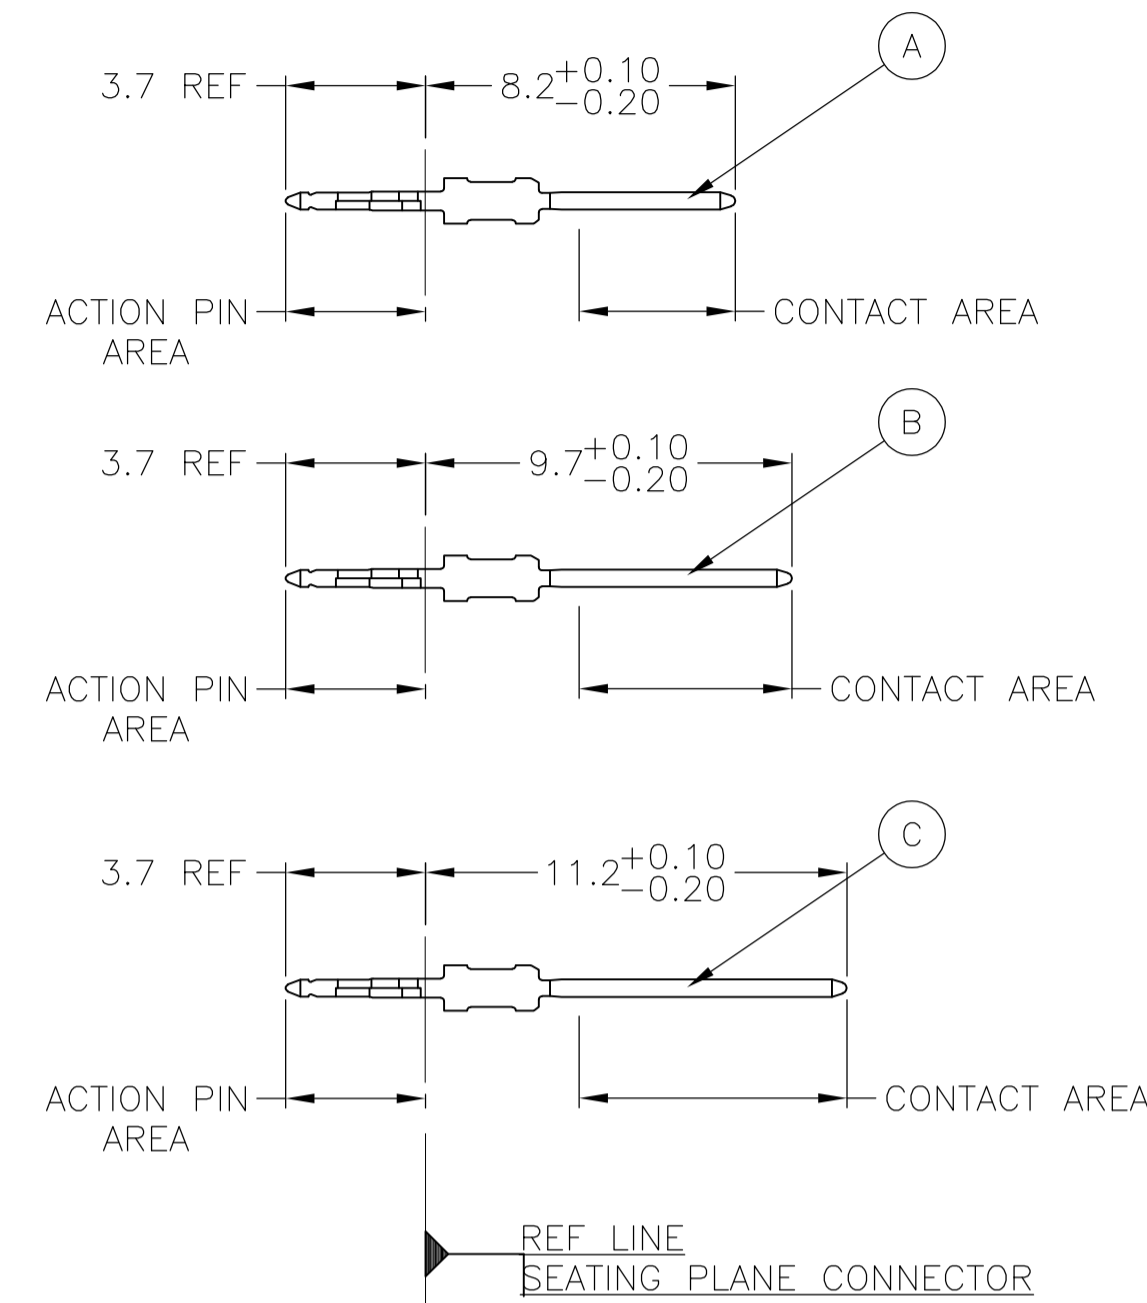 A
3.7 REF
8.2 +0.10 -0.20
ACTION PIN AREA
CONTACT AREA
B
3.7 REF
9.7 +0.10 -0.20
ACTION PIN AREA
CONTACT AREA
C
3.7 REF
11.2 +0.10 -0.20
ACTION PIN AREA
CONTACT AREA
REF LINE
SEATING PLANE CONNECTOR